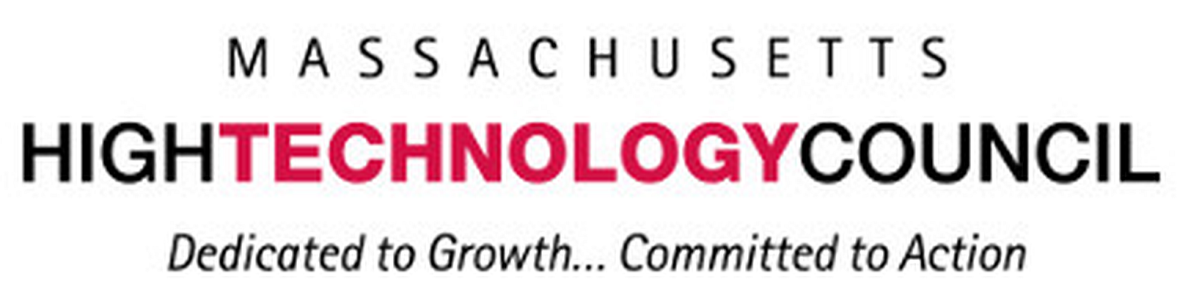 MASSACHUSETTS
HIGHTECHNOLOGYCOUNCIL
Dedicated to Growth... Committed to Action